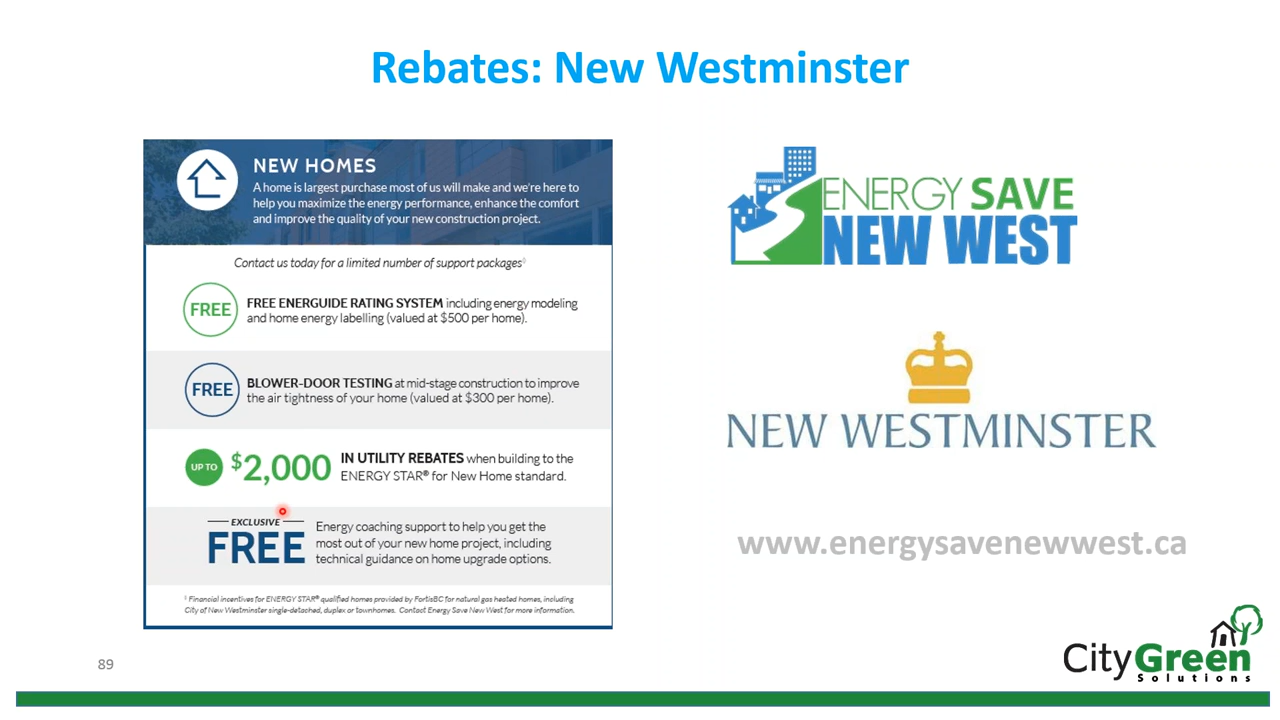 Rebates: New Westminster
NEW HOMES
A home is largest purchase most of us will make and we're here to
help you maximize the energy performance, enhance the comfort
and improve the quality of your new construction project.
Contact us today for a limited number of support packages◊
FREE
FREE ENERGUIDE RATING SYSTEM including energy modeling
and home energy labelling (valued at $500 per home).
FREE
BLOWER-DOOR TESTING at mid-stage construction to improve
the air tightness of your home (valued at $300 per home).
UP TO
$2,000
IN UTILITY REBATES when building to the
ENERGY STAR® for New Home standard.
EXCLUSIVE
FREE
Energy coaching support to help you get the
most out of your new home project, including
technical guidance on home upgrade options.
◊ Financial incentives for ENERGY STAR® qualified homes provided by FortisBC for natural gas heated homes, including
City of New Westminster single-detached, duplex or townhomes. Contact Energy Save New West for more information.
ENERGY SAVE
NEW WEST
NEW WESTMINSTER
www.energysavenewwest.ca
89
CityGreen
Solutions